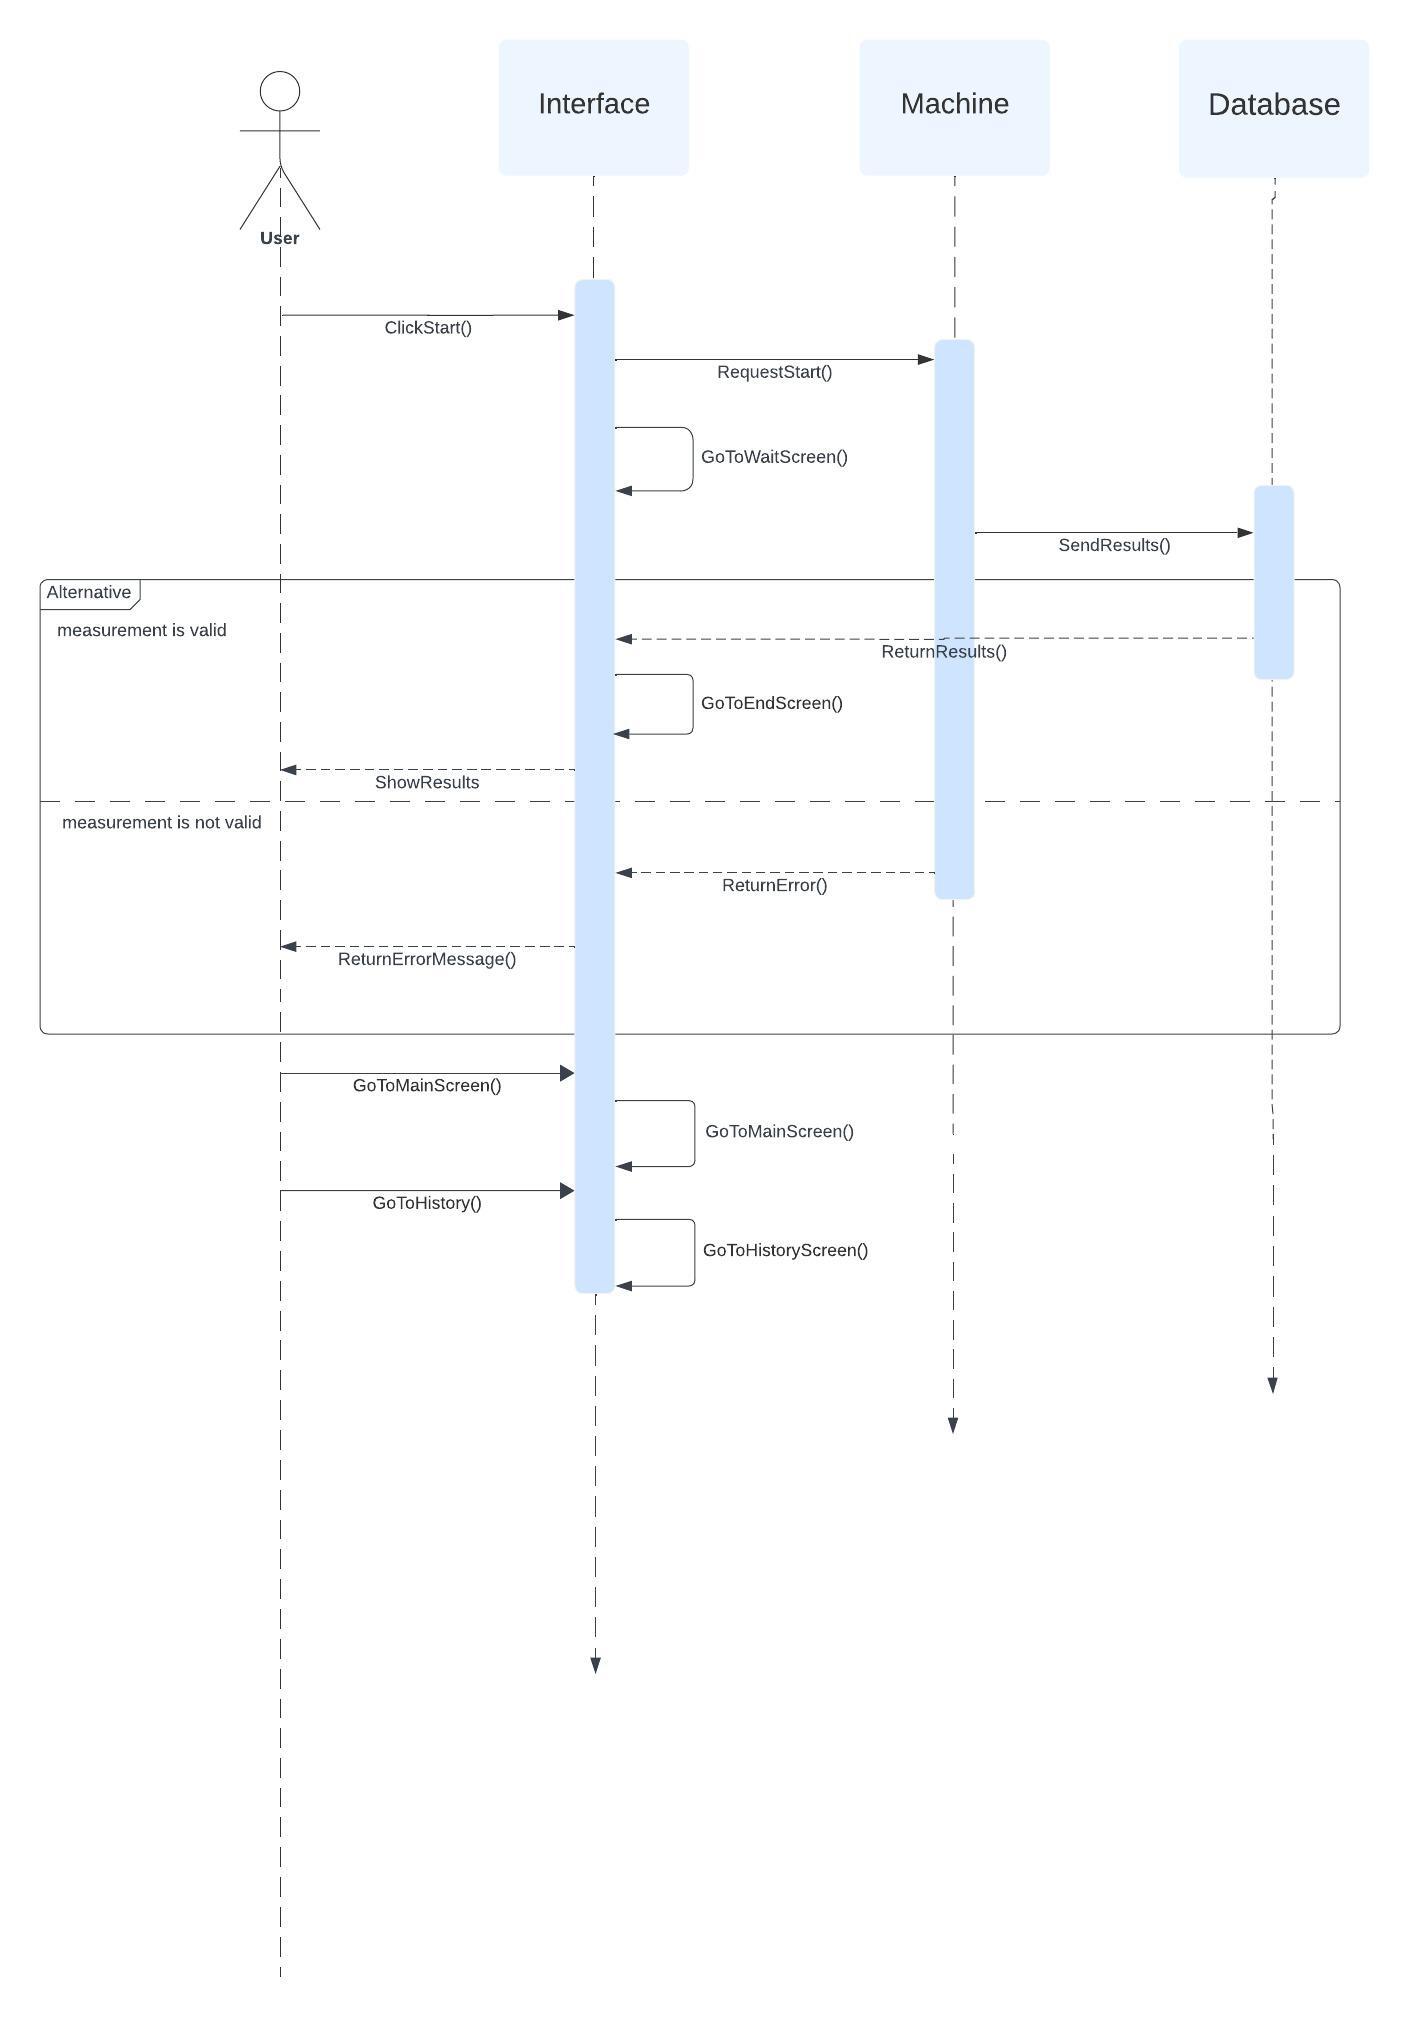 Interface
Machine
Database
User
ClickStart()
RequestStart()
GoToWaitScreen()
SendResults()
Alternative
measurement is valid
ReturnResults()
GoToEndScreen()
ShowResults
measurement is not valid
ReturnError()
ReturnErrorMessage()
GoToMainScreen()
GoToMainScreen()
GoToHistory()
GoToHistoryScreen()